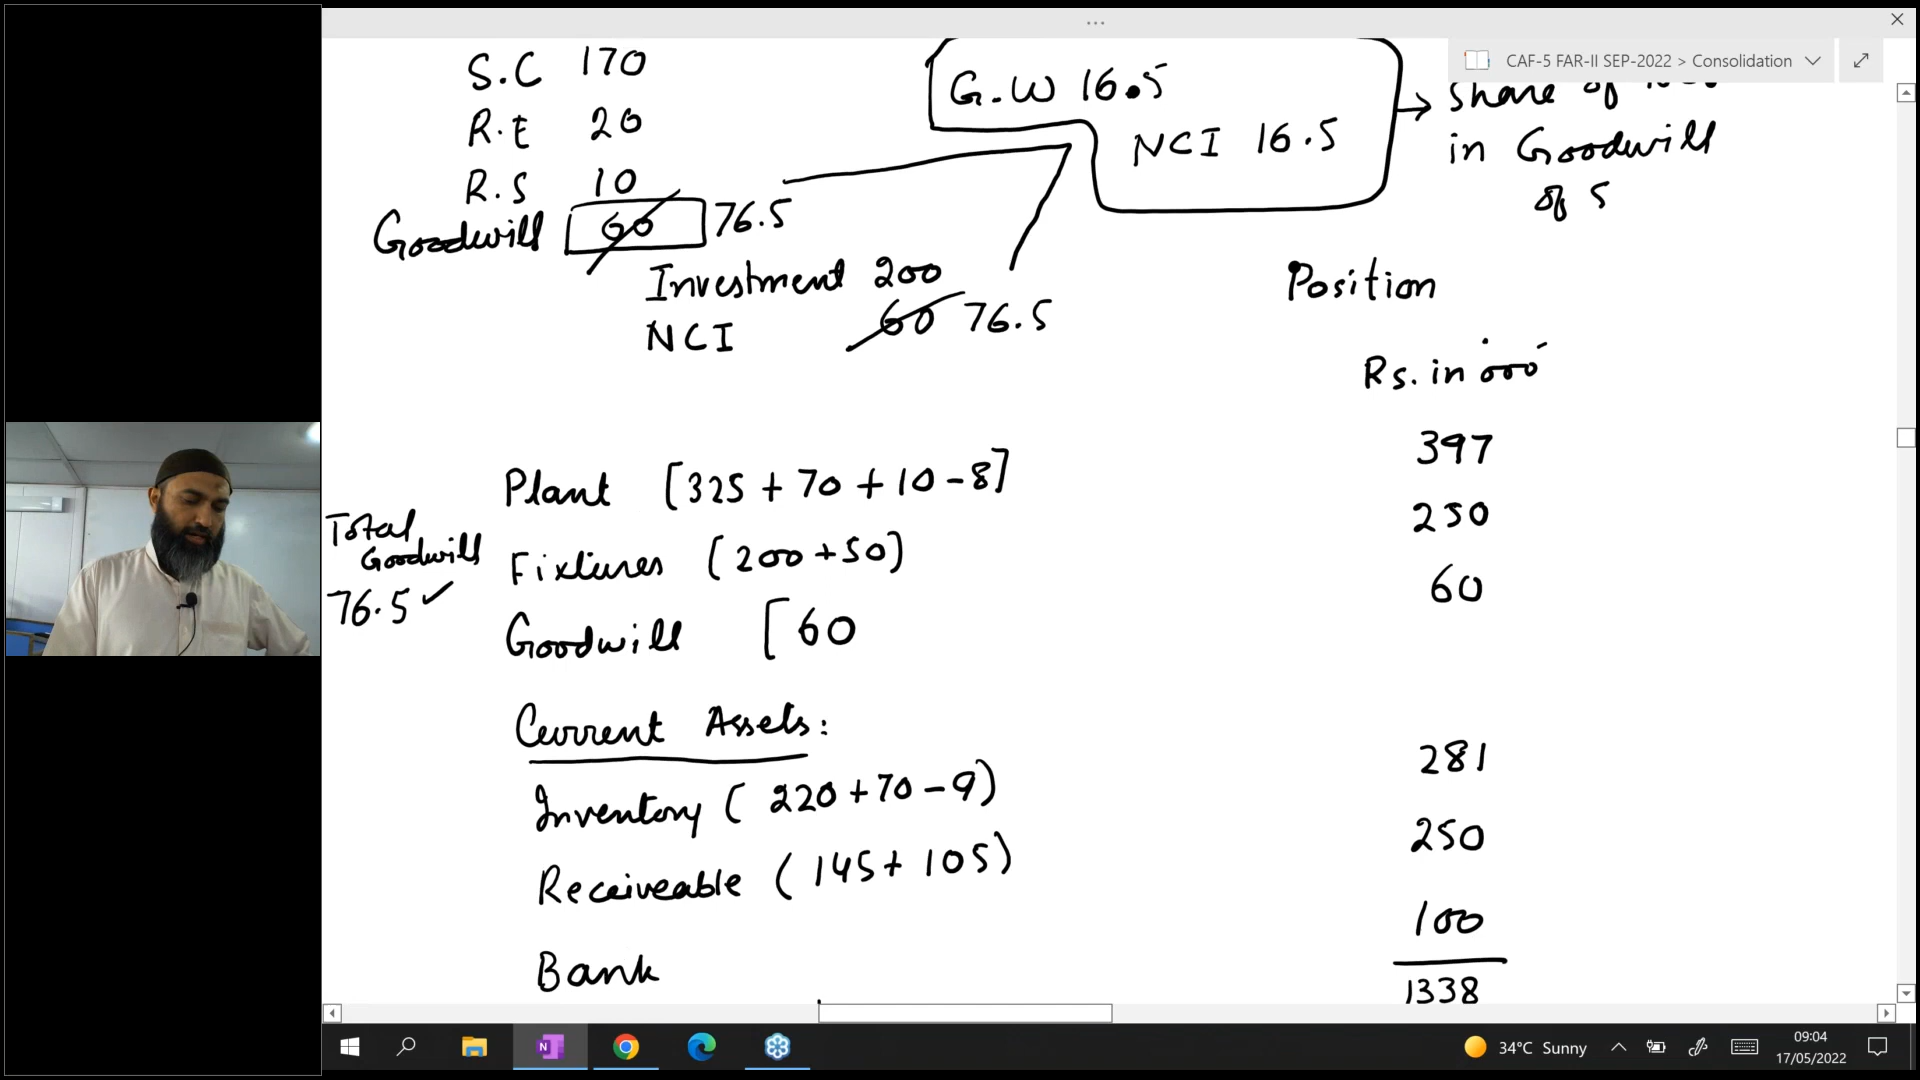 CAF-5 FAR-II SEP-2022 > Consolidation
S.C 170
R.E 20
R.S 10
Goodwill 60 76.5
Investment 200
NCI 60 76.5
G.W 16.5
NCI 16.5
share of
in Goodwill
of S
Position
Rs. in 000
Plant [325 + 70 + 10 - 8] 397
Fixtures (200 + 50) 250
Goodwill [60 60
Total
Goodwill
76.5 ✓
Current Assets:
Inventory (220 + 70 - 9) 281
Receiveable (145 + 105) 250
Bank 100
1338
34°C Sunny
09:04
17/05/2022